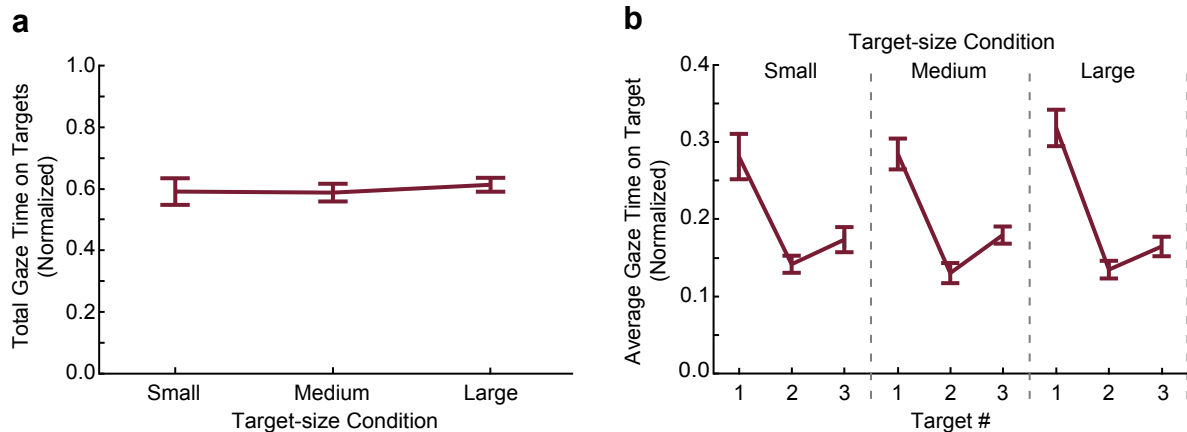 a
Total Gaze Time on Targets
(Normalized)
1.0
0.8
0.6
0.4
0.2
0.0
Small Medium Large
Target-size Condition
b
Target-size Condition
Small Medium Large
Average Gaze Time on Target
(Normalized)
0.4
0.3
0.2
0.1
0.0
1 2 3 1 2 3 1 2 3
Target #